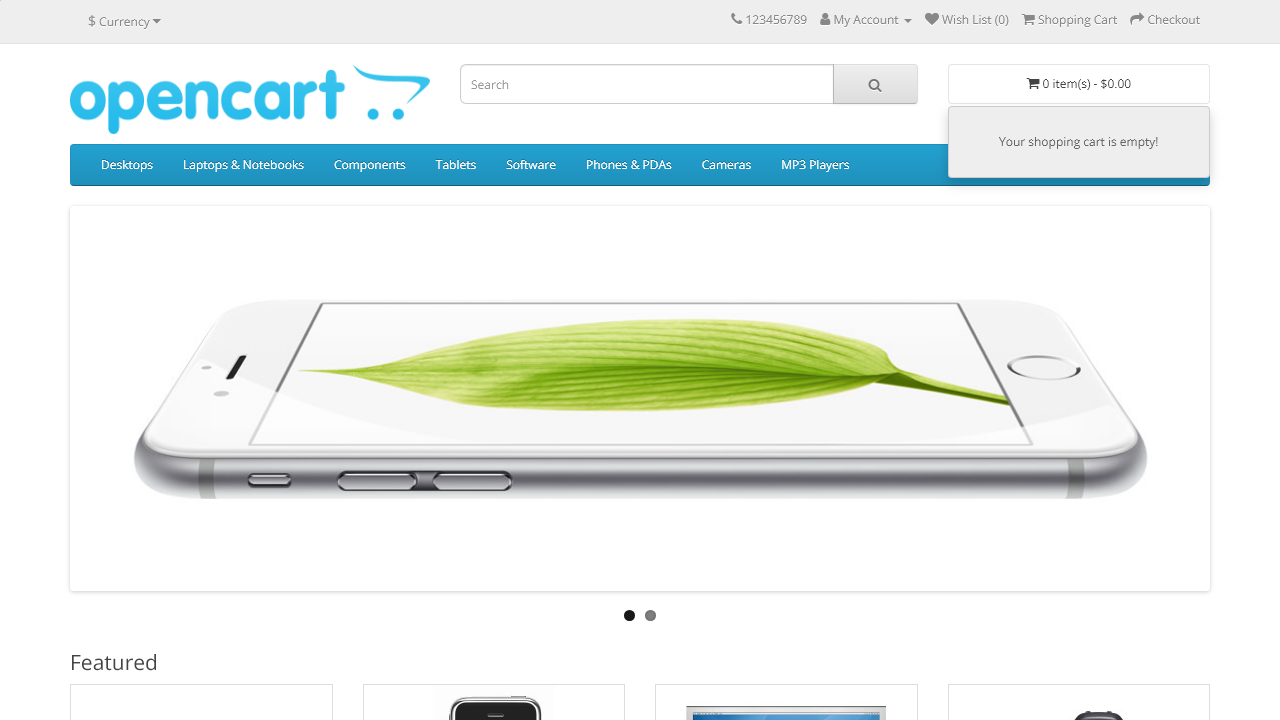 $ Currency
123456789 My Account Wish List (0) Shopping Cart Checkout
opencart
Search
0 item(s) - $0.00
Your shopping cart is empty!
Desktops Laptops & Notebooks Components Tablets Software Phones & PDAs Cameras MP3 Players
Featured